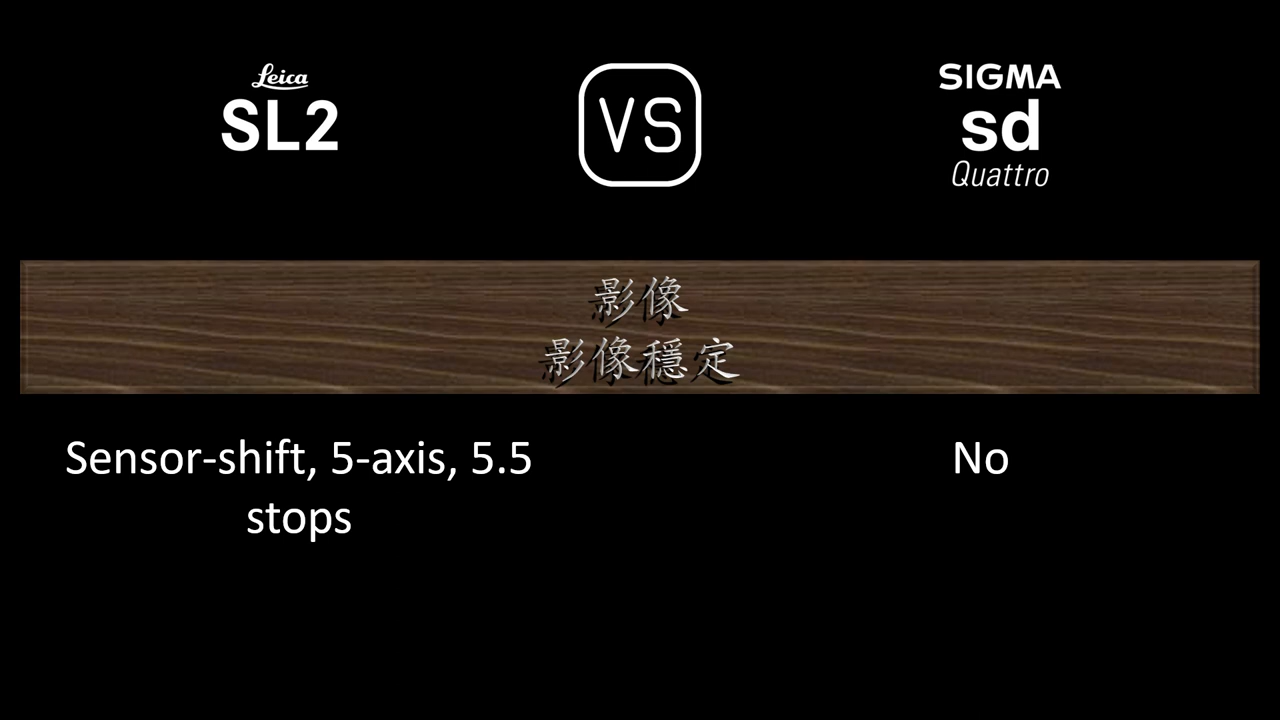 Leica
SL2
VS
SIGMA
sd
Quattro
影像
影像穩定
Sensor-shift, 5-axis, 5.5
stops
No